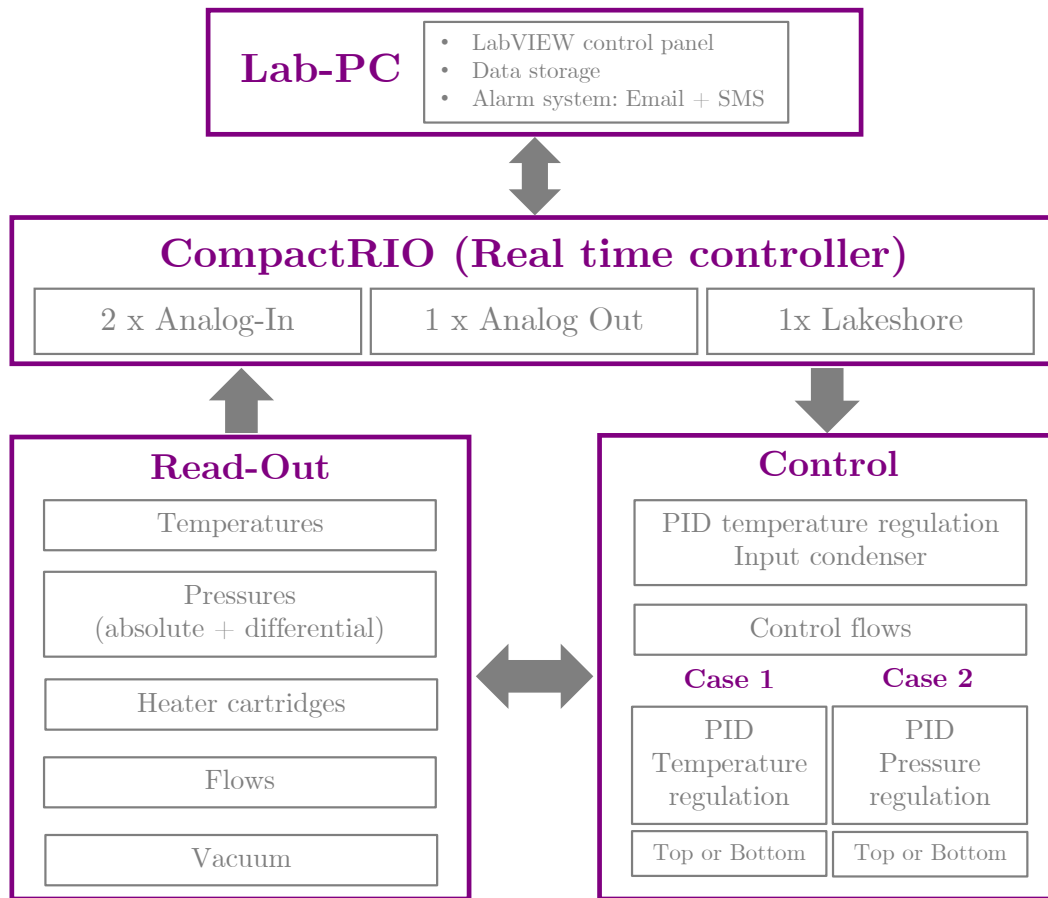 Lab-PC
• LabVIEW control panel
• Data storage
• Alarm system: Email + SMS
CompactRIO (Real time controller)
2 x Analog-In
1 x Analog Out
1x Lakeshore
Read-Out
Temperatures
Pressures
(absolute + differential)
Heater cartridges
Flows
Vacuum
Control
PID temperature regulation
Input condenser
Control flows
Case 1
PID
Temperature
regulation
Top or Bottom
Case 2
PID
Pressure
regulation
Top or Bottom